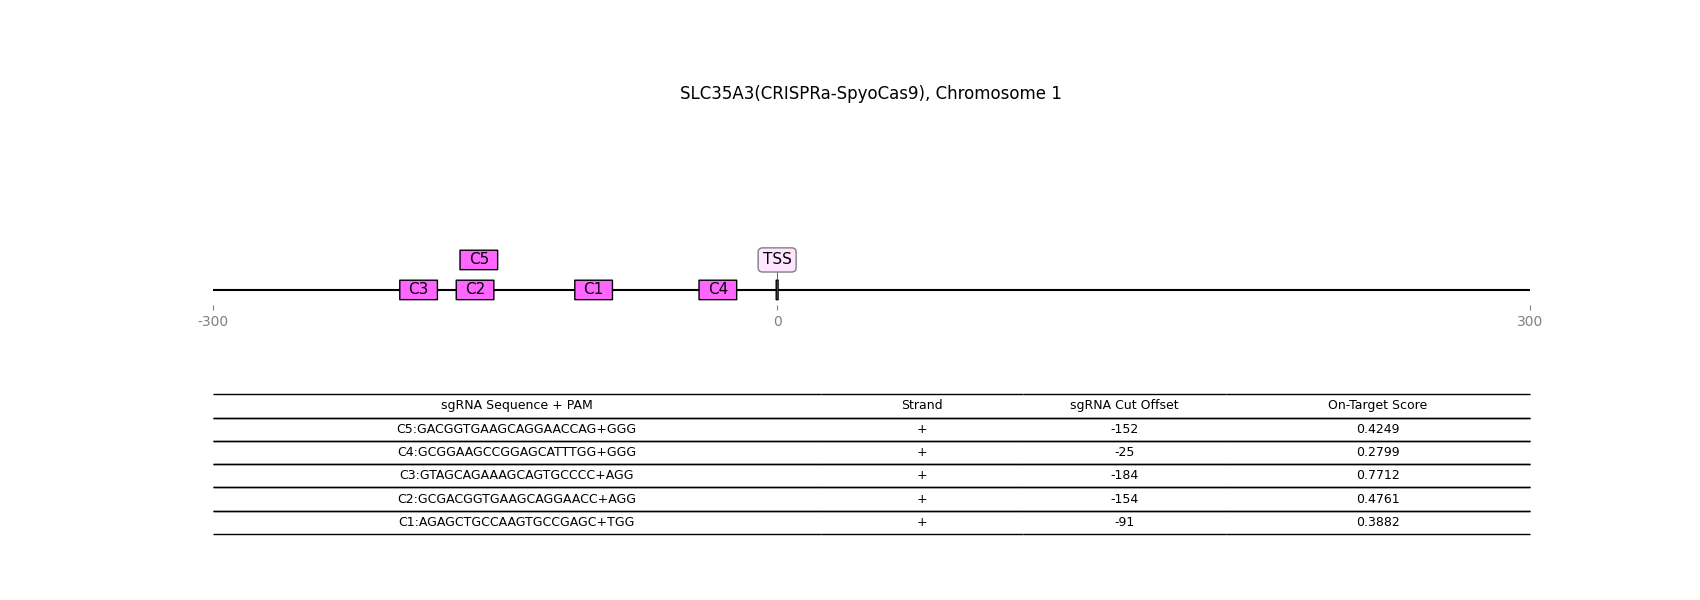 SLC35A3(CRISPRa-SpyoCas9), Chromosome 1
C5 TSS
C3 C2 C1 C4
-300 0 300
sgRNA Sequence + PAM Strand sgRNA Cut Offset On-Target Score
C5:GACGGTGAAGCAGGAACCAG+GGG + -152 0.4249
C4:GCGGAAGCCGGAGCATTTGG+GGG + -25 0.2799
C3:GTAGCAGAAAGCAGTGCCCC+AGG + -184 0.7712
C2:GCGACGGTGAAGCAGGAACC+AGG + -154 0.4761
C1:AGAGCTGCCAAGTGCCGAGC+TGG + -91 0.3882